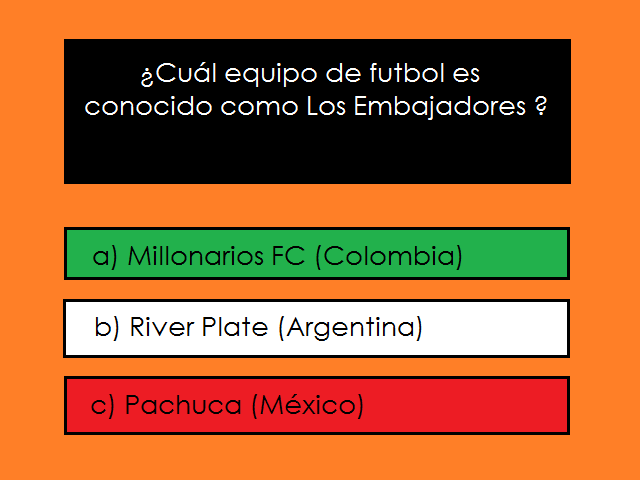 ¿Cuál equipo de futbol es
conocido como Los Embajadores ?
a) Millonarios FC (Colombia)
b) River Plate (Argentina)
c) Pachuca (México)